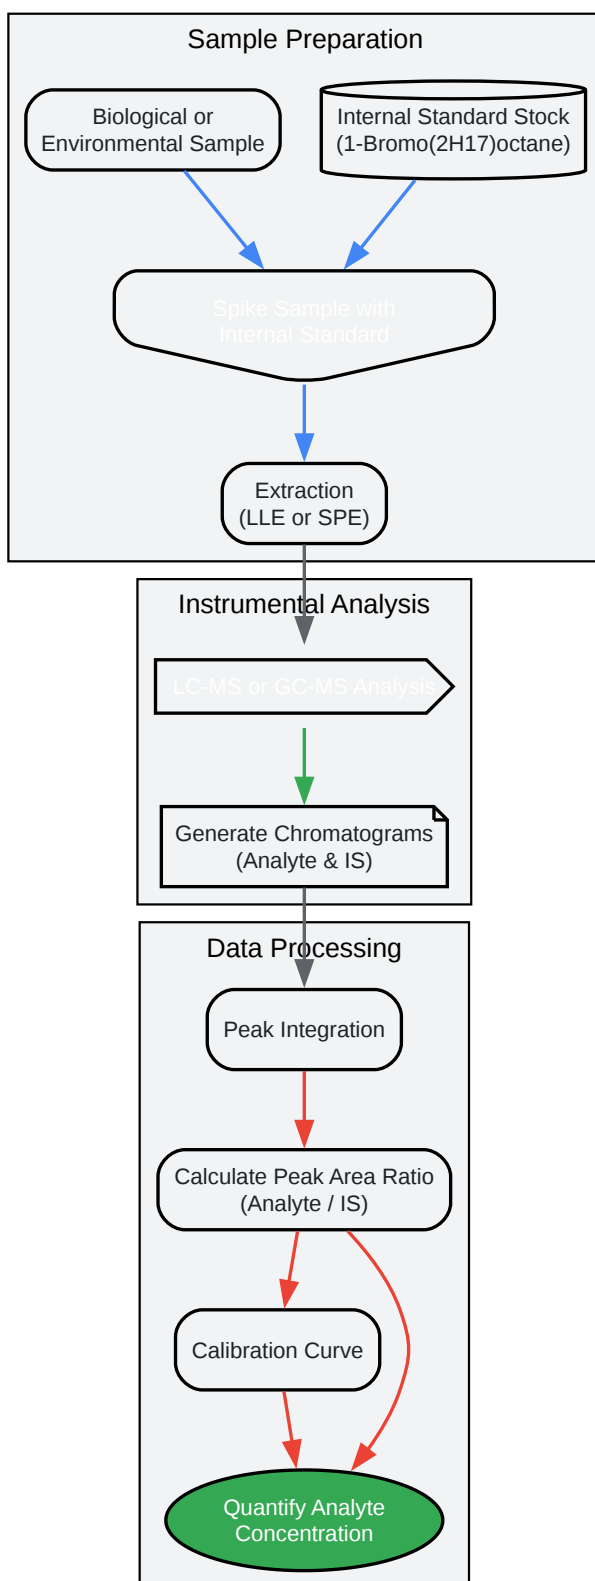 Sample Preparation
Biological or
Environmental Sample
Internal Standard Stock
(1-Bromo(2H17)octane)
Spike Sample with
Internal Standard
Extraction
(LLE or SPE)
Instrumental Analysis
LC-MS or GC-MS Analysis
Generate Chromatograms
(Analyte & IS)
Data Processing
Peak Integration
Calculate Peak Area Ratio
(Analyte / IS)
Calibration Curve
Quantify Analyte
Concentration